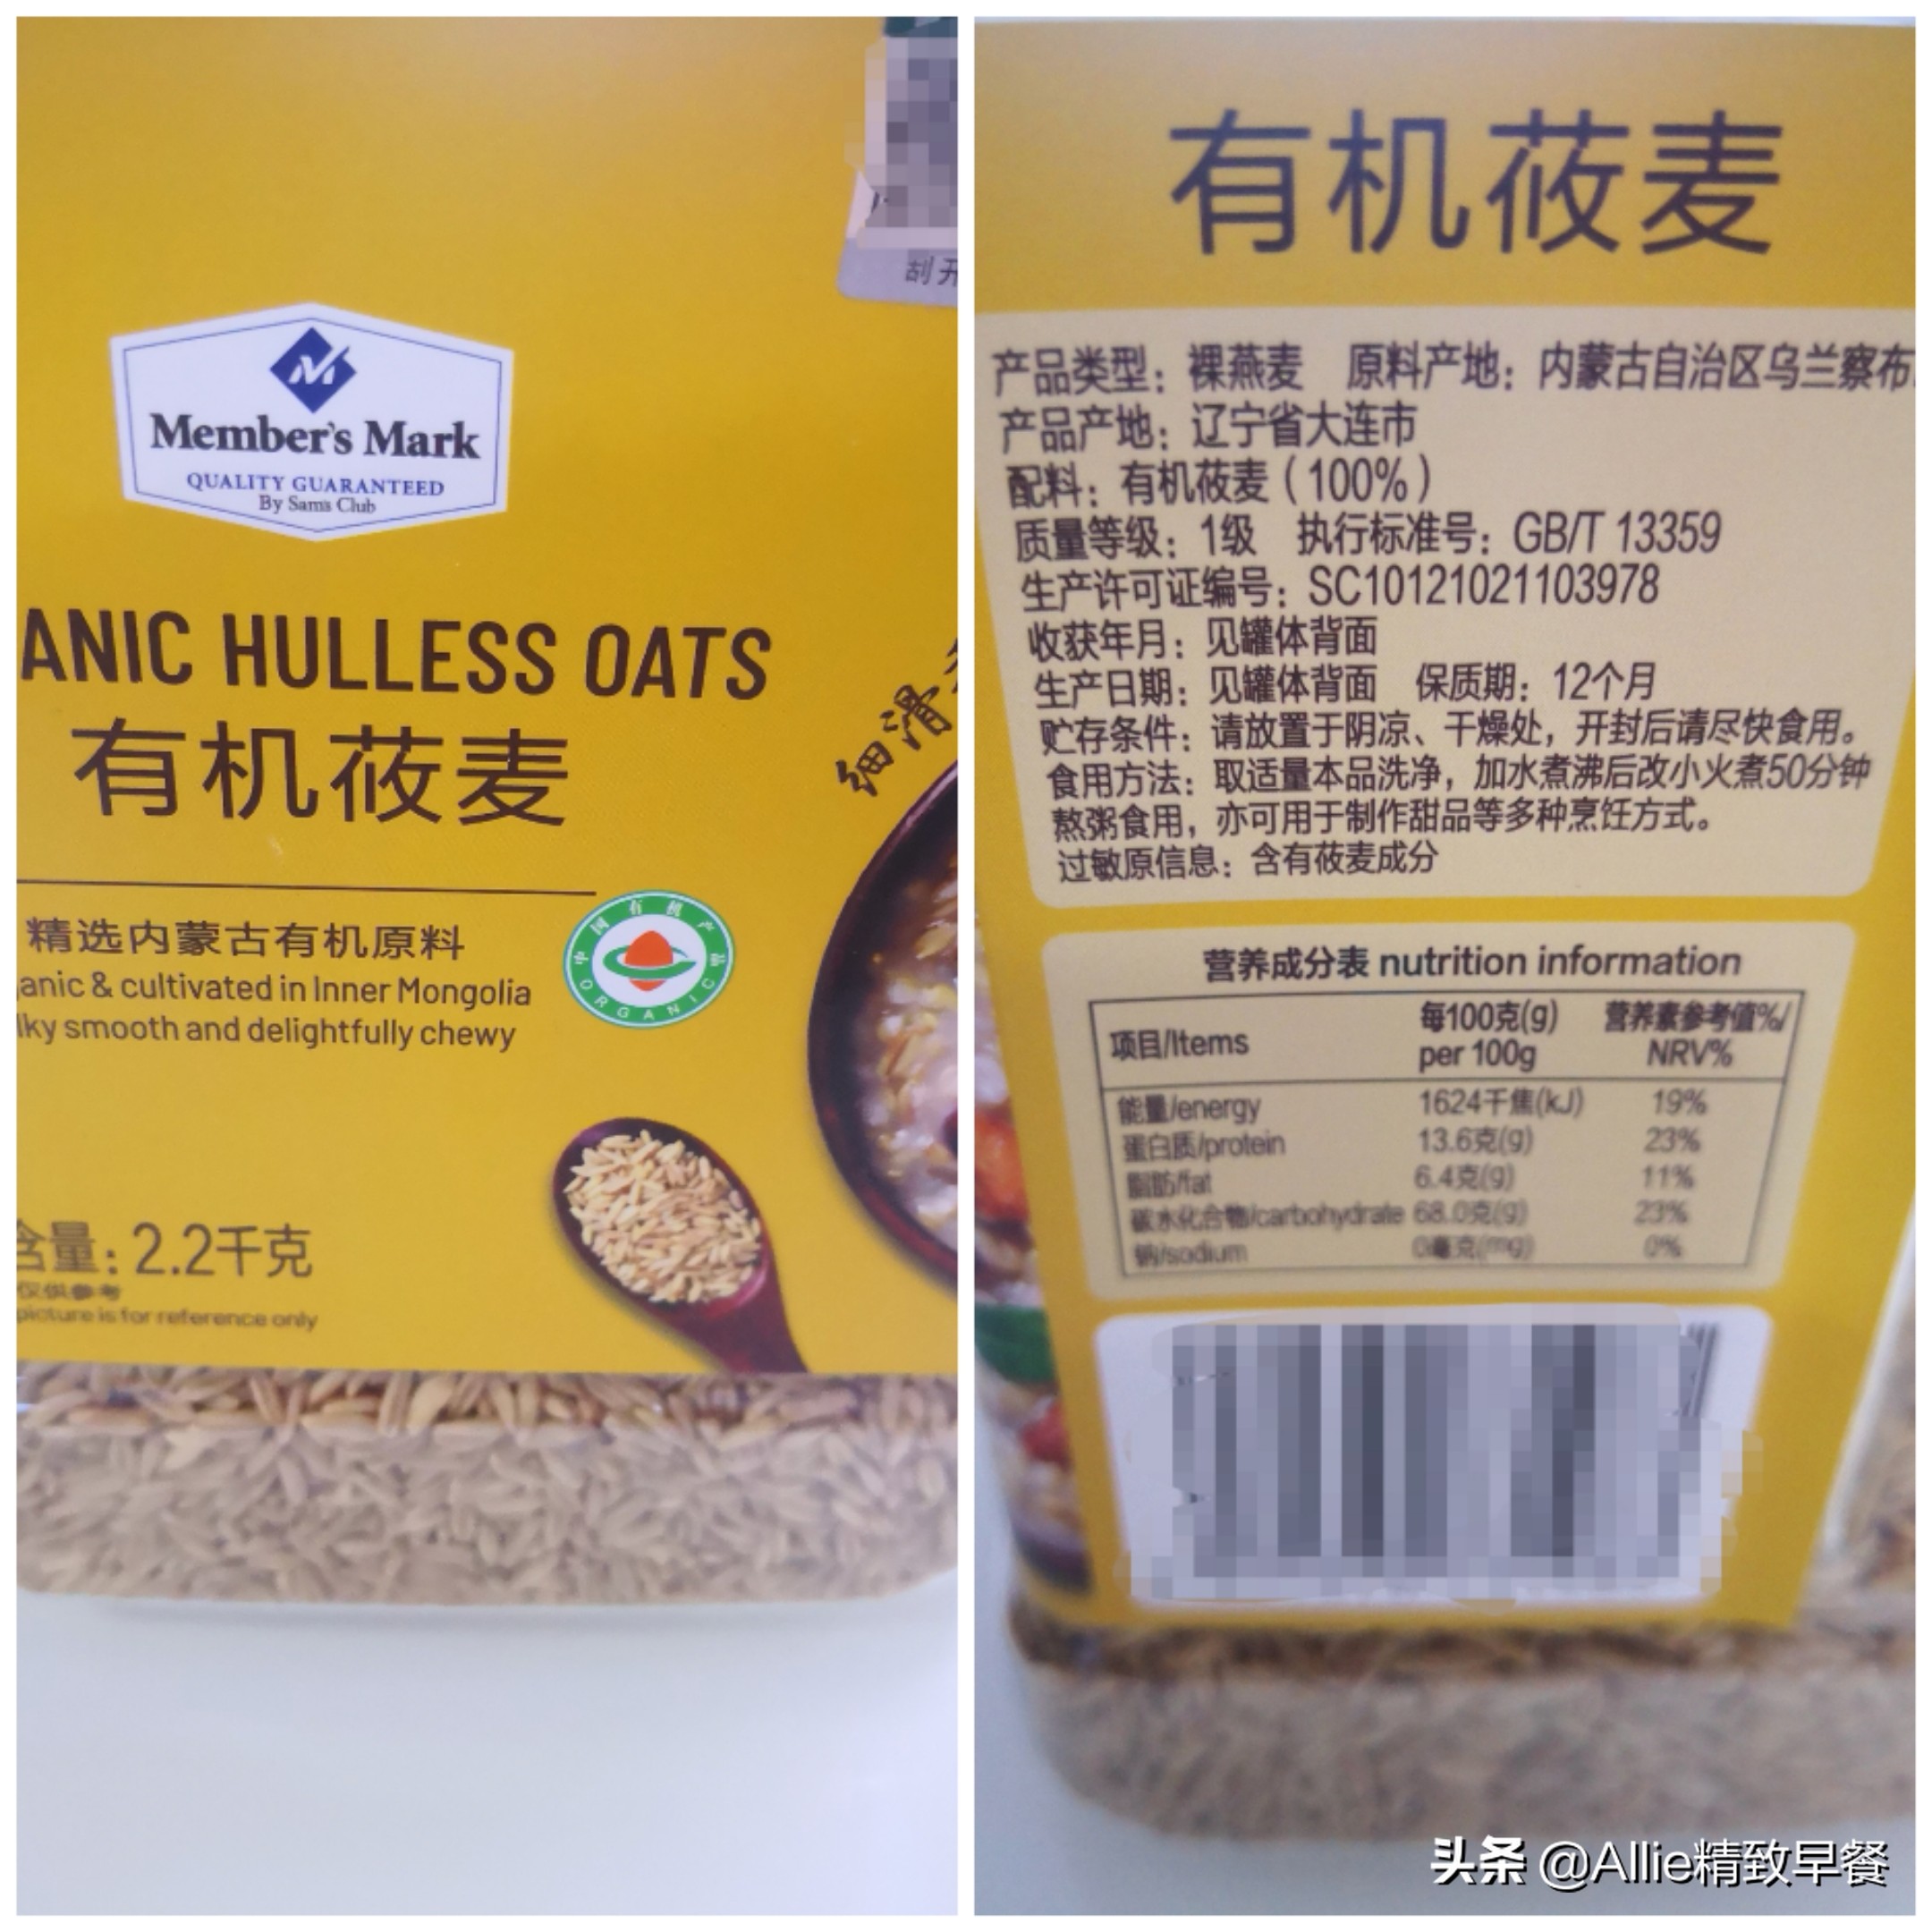 刮开
Member's Mark
QUALITY GUARANTEED
By Sam's Club
ANIC HULLESS OATS
有机莜麦
细滑
精选内蒙古有机原料
anic & cultivated in Inner Mongolia
lky smooth and delightfully chewy
中国有机产品
ORGANIC
含量：2.2千克
仅供参考
picture is for reference only
有机莜麦
产品类型：裸燕麦 原料产地：内蒙古自治区乌兰察布
产品产地：辽宁省大连市
配料：有机莜麦（100%）
质量等级：1级 执行标准号：GB/T 13359
生产许可证编号：SC10121021103978
收获年月：见罐体背面
生产日期：见罐体背面 保质期：12个月
贮存条件：请放置于阴凉、干燥处，开封后请尽快食用。
食用方法：取适量本品洗净，加水煮沸后改小火煮50分钟
熬粥食用，亦可用于制作甜品等多种烹饪方式。
过敏原信息：含有莜麦成分
营养成分表 nutrition information
项目/Items 每100克(g) per 100g 营养素参考值%/ NRV%
能量/energy 1624千焦(kJ) 19%
蛋白质/protein 13.6克(g) 23%
脂肪/fat 6.4克(g) 11%
碳水化合物/carbohydrate 68.0克(g) 23%
钠/sodium 0毫克(mg) 0%
头条 @Allie精致早餐